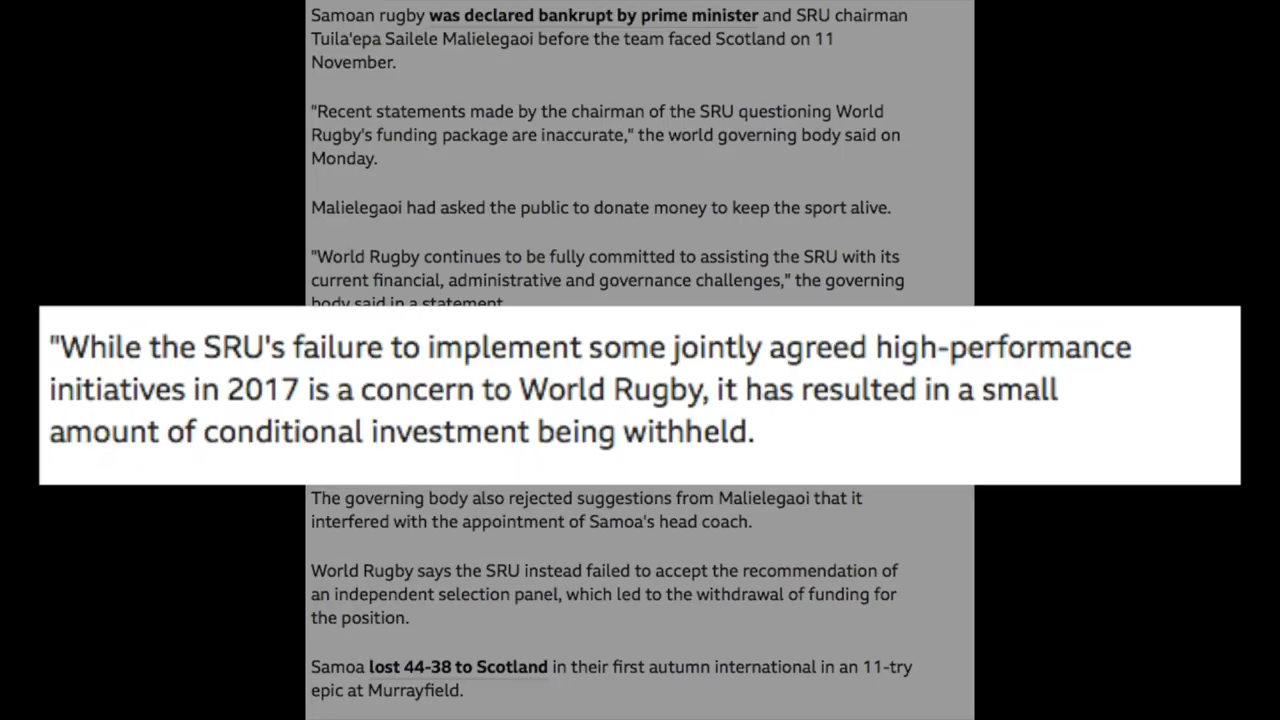 Samoan rugby was declared bankrupt by prime minister and SRU chairman
Tuila'epa Sailele Malielegaoi before the team faced Scotland on 11
November.
"Recent statements made by the chairman of the SRU questioning World
Rugby's funding package are inaccurate," the world governing body said on
Monday.
Malielegaoi had asked the public to donate money to keep the sport alive.
"World Rugby continues to be fully committed to assisting the SRU with its
current financial, administrative and governance challenges," the governing
body said in a statement.
"While the SRU's failure to implement some jointly agreed high-performance
initiatives in 2017 is a concern to World Rugby, it has resulted in a small
amount of conditional investment being withheld.
The governing body also rejected suggestions from Malielegaoi that it
interfered with the appointment of Samoa's head coach.
World Rugby says the SRU instead failed to accept the recommendation of
an independent selection panel, which led to the withdrawal of funding for
the position.
Samoa lost 44-38 to Scotland in their first autumn international in an 11-try
epic at Murrayfield.